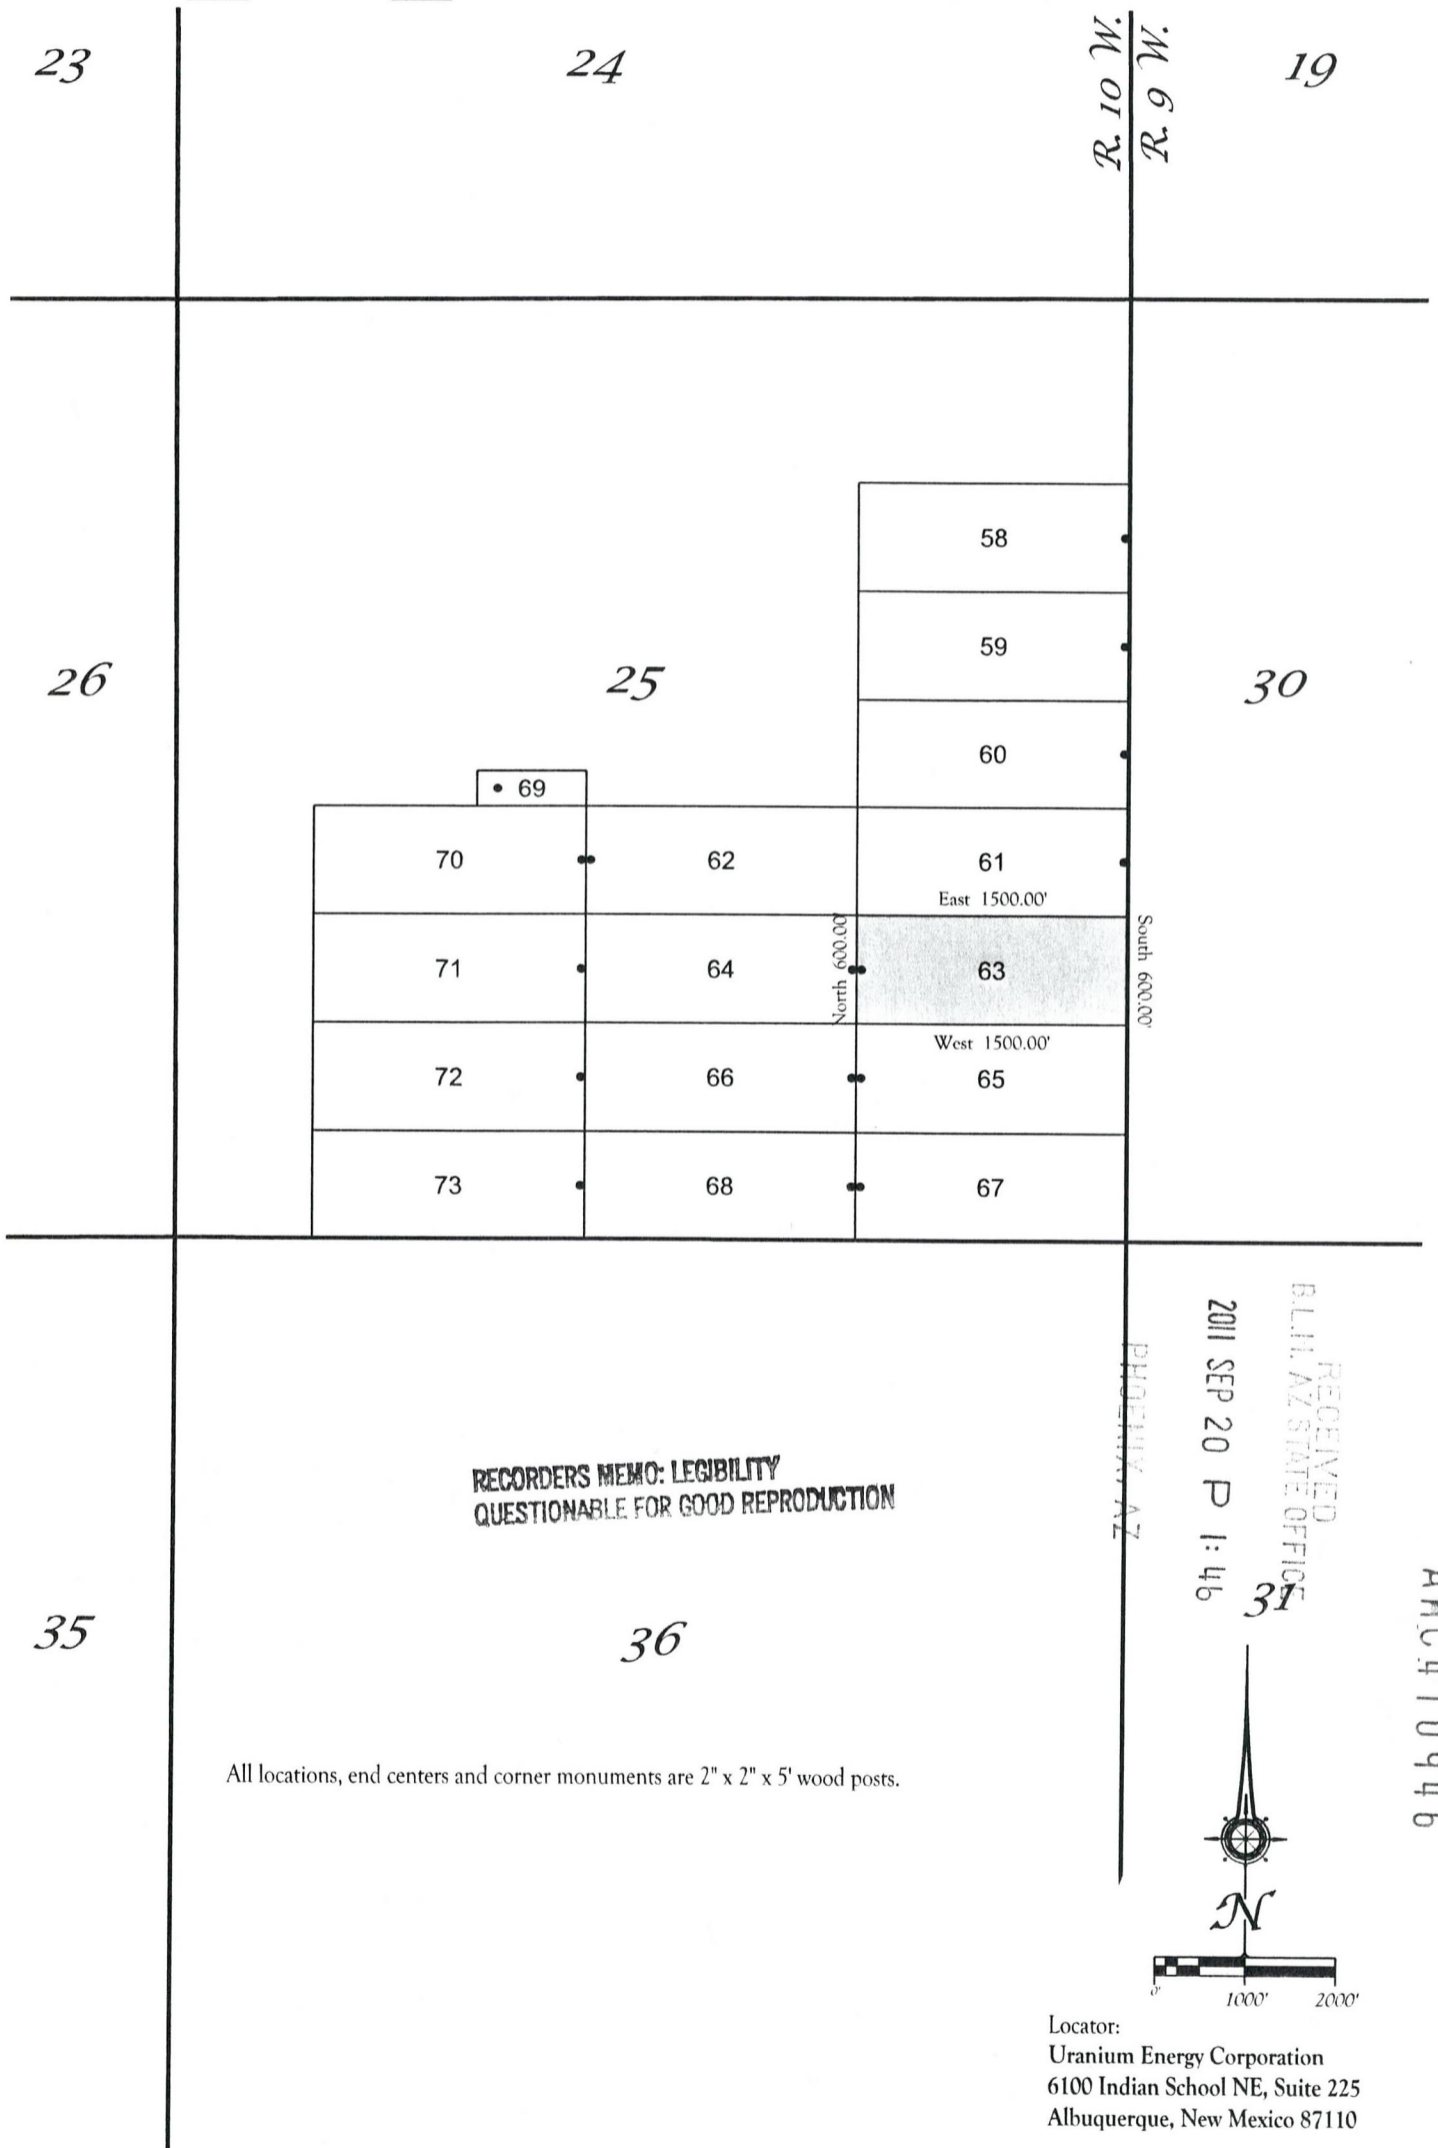 23
24
R. 10 W.
R. 9 W.
19
58
59
26
25
30
60
69
70
62
61
East 1500.00'
71
64
North 600.00'
63
South 600.00'
West 1500.00'
72
66
65
73
68
67
RECEIVED
B.L.M. AZ STATE OFFICE
2011 SEP 20 P 1:46
PHOENIX, AZ
RECORDERS MEMO: LEGIBILITY
QUESTIONABLE FOR GOOD REPRODUCTION
35
36
31
AMC410446
All locations, end centers and corner monuments are 2" x 2" x 5' wood posts.
N
0' 1000' 2000'
Locator:
Uranium Energy Corporation
6100 Indian School NE, Suite 225
Albuquerque, New Mexico 87110